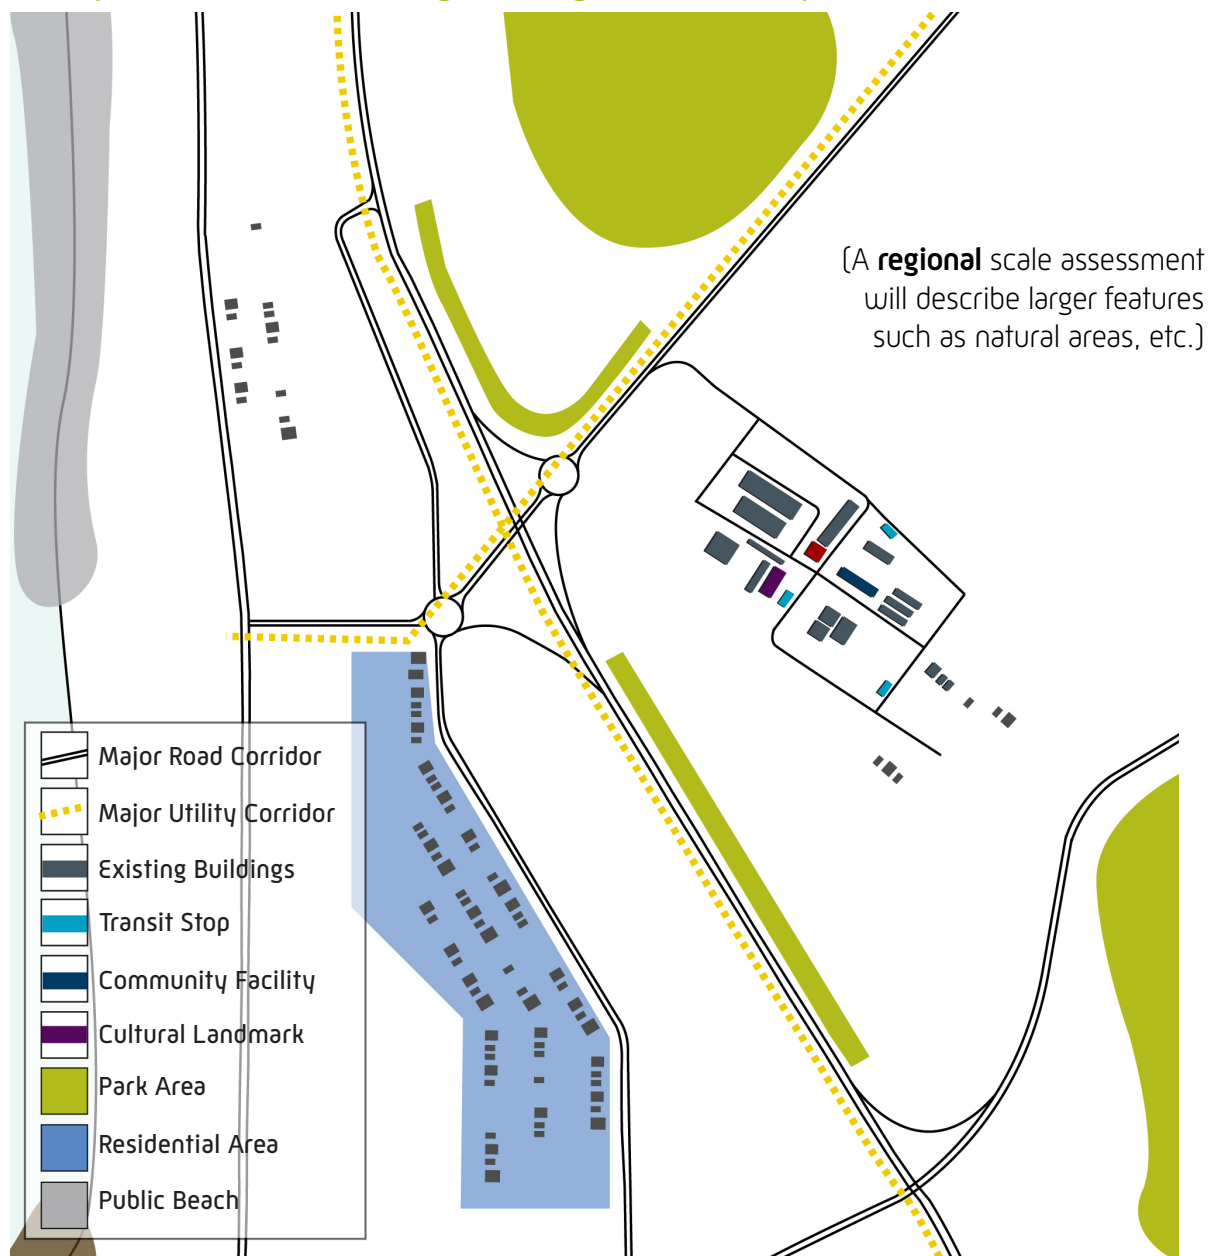 (A regional scale assessment
will describe larger features
such as natural areas, etc.)
Major Road Corridor
Major Utility Corridor
Existing Buildings
Transit Stop
Community Facility
Cultural Landmark
Park Area
Residential Area
Public Beach